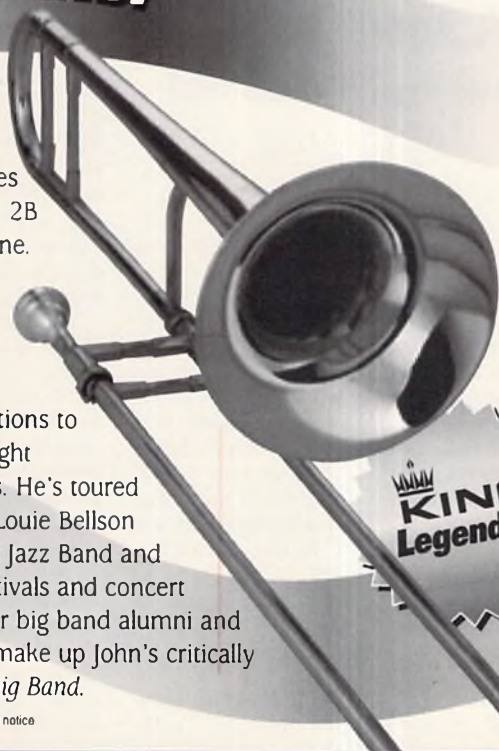 es
2B
ne.
tions to
ght
s. He's toured
Louie Bellson
Jazz Band and
tivals and concert
r big band alumni and
make up John's critically
ig Band.
notice
KIN
Legend